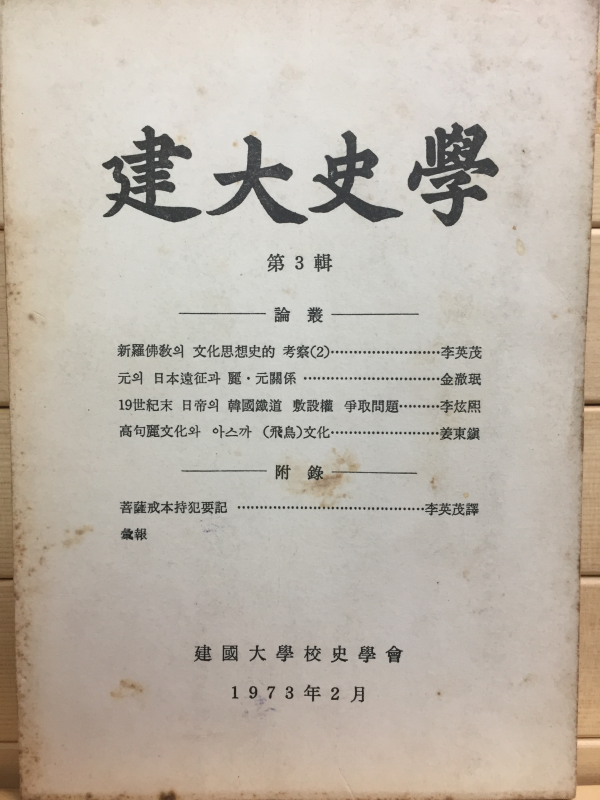 建大史學
第3輯
論叢
新羅佛敎의 文化思想史的 考察(2)························李英茂
元의 日本遠征과 麗·元關係 ······························金澈珉
19世紀末 日帝의 韓國鐵道 敷設權 爭取問題·········李炫熙
高句麗文化와 아스까 (飛鳥)文化························姜東鎭
附錄
菩薩戒本持犯要記 ·········································李英茂譯
彙報
建國大學校史學會
1973年2月